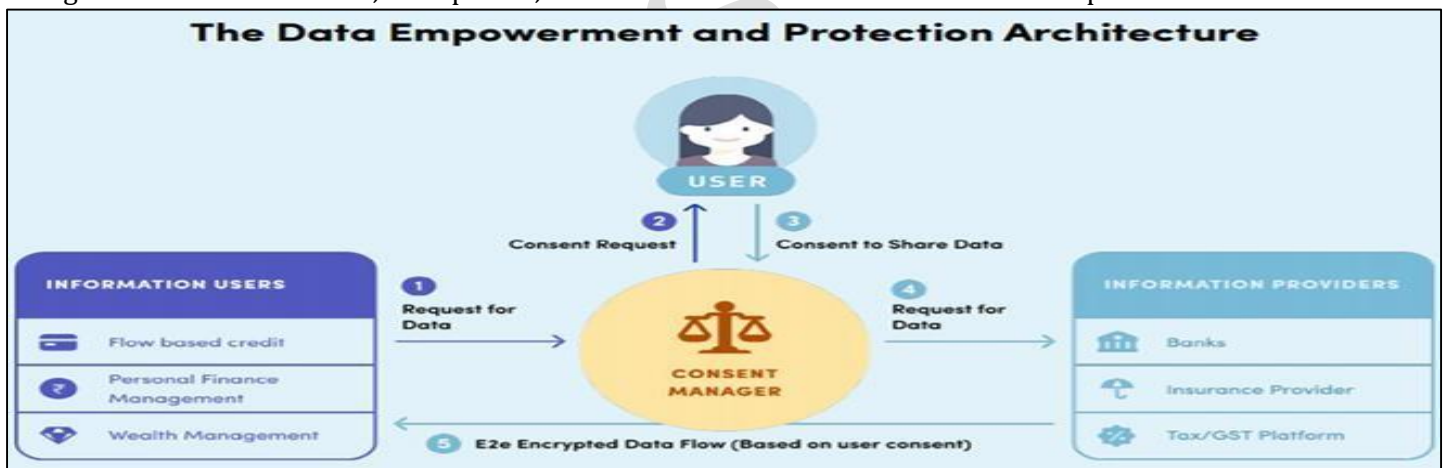 The Data Empowerment and Protection Architecture
USER
2
Consent Request
3
Consent to Share Data
INFORMATION USERS
Flow based credit
₹
Personal Finance
Management
Wealth Management
1
Request for
Data
CONSENT
MANAGER
4
Request for
Data
INFORMATION PROVIDERS
Banks
Insurance Provider
Tax/GST Platform
5 E2e Encrypted Data Flow (Based on user consent)